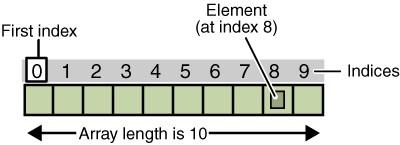 Element
(at index 8)
First index
0 1 2 3 4 5 6 7 8 9
Indices
Array length is 10